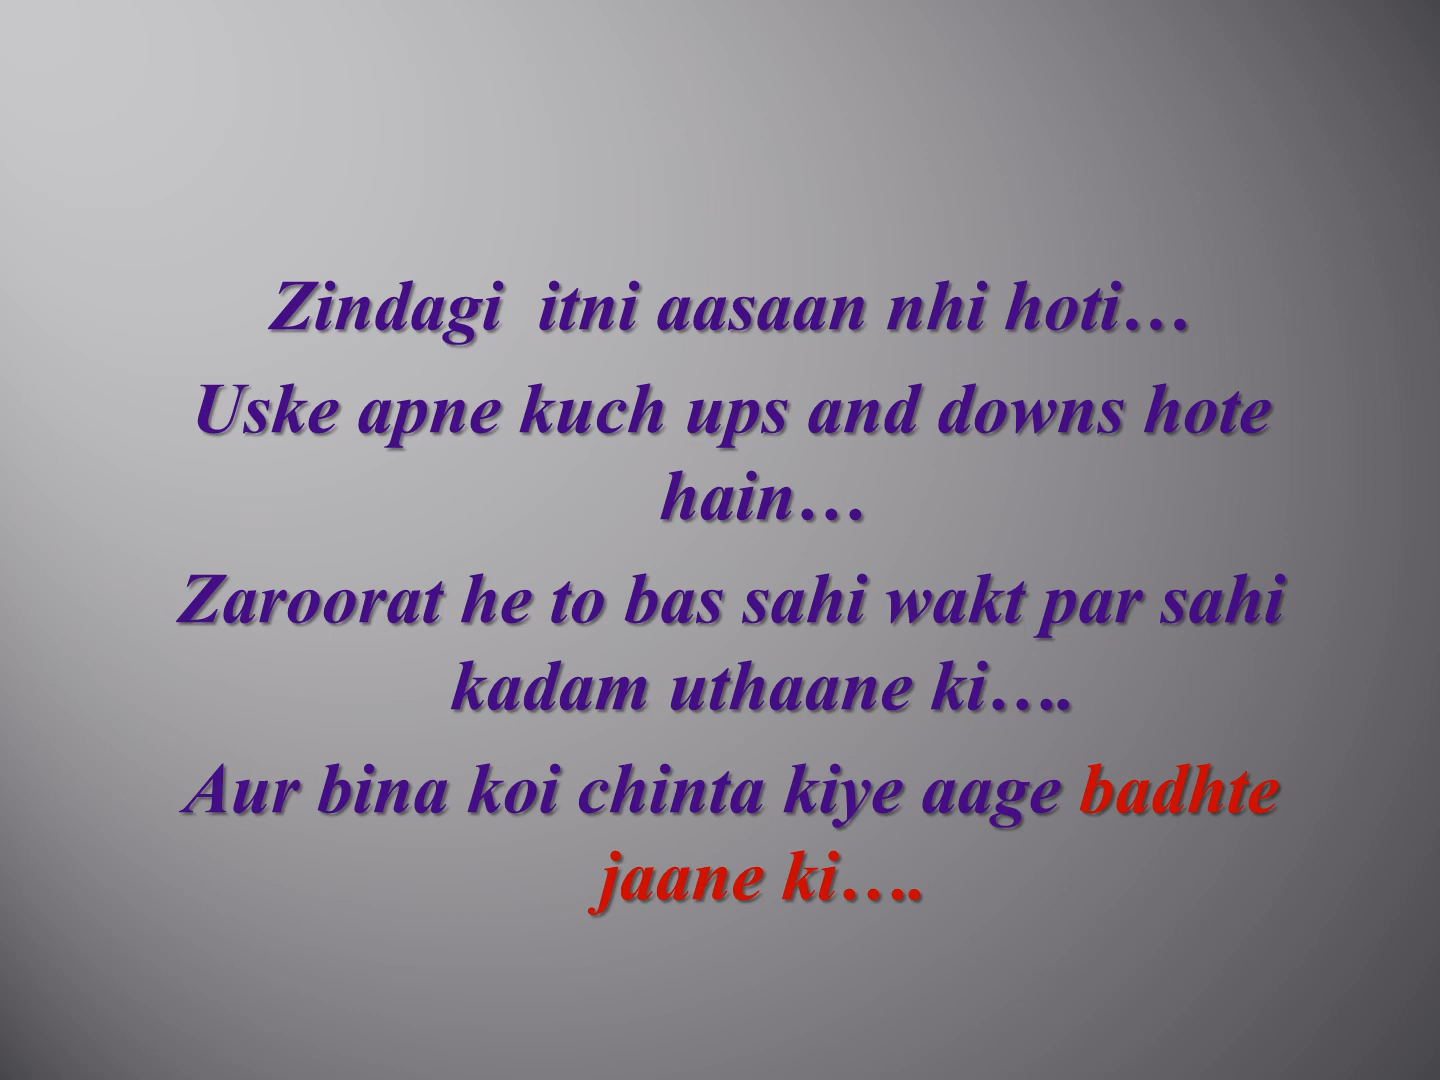 Zindagi  itni aasaan nhi hoti…
Uske apne kuch ups and downs hote
hain…
Zaroorat he to bas sahi wakt par sahi
kadam uthaane ki….
Aur bina koi chinta kiye aage badhte
jaane ki….